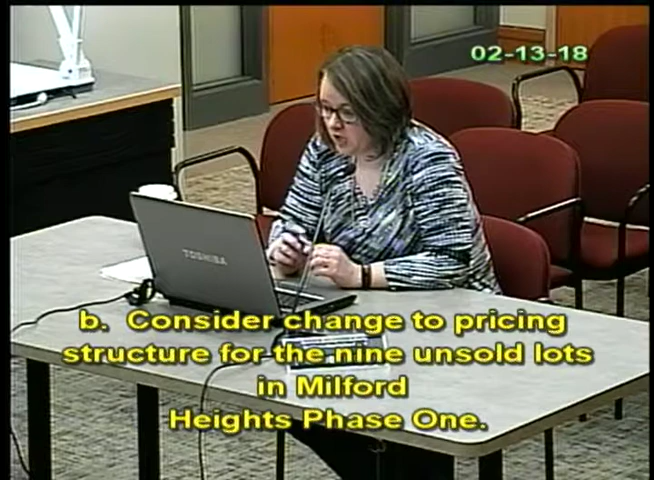 02-13-18
TOSHIBA
b. Consider change to pricing
structure for the nine unsold lots
in Milford
Heights Phase One.